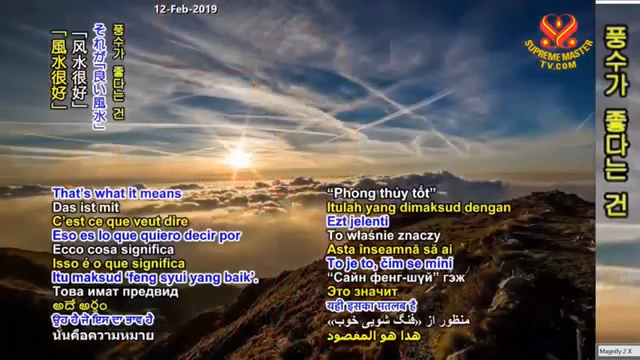 12-Feb-2019
SUPREME MASTER
TV.COM
풍수가 좋다는 건
それが「良い風水」
「风水很好」
「風水很好」
풍수가 좋다는 건
That's what it means
Das ist mit
C'est ce que veut dire
Eso es lo que quiero decir por
Ecco cosa significa
Isso é o que significa
Itu maksud 'feng syui yang baik'.
Това имат предвид
అదే అర్థం
ਉਹ ਹੈ ਜੋ ਇਸ ਦਾ ਭਾਵ ਹੈ
นั่นคือความหมาย
“Phong thủy tốt”
Itulah yang dimaksud dengan
Ezt jelenti
To właśnie znaczy
Asta înseamnă să ai
To je to, čím se míní
“Сайн фенг-шүй” гэж
Это значит
यही इसका मतलब है
منظور از «فنگ شویی خوب»
هذا هو المقصود
Magnify 2 X